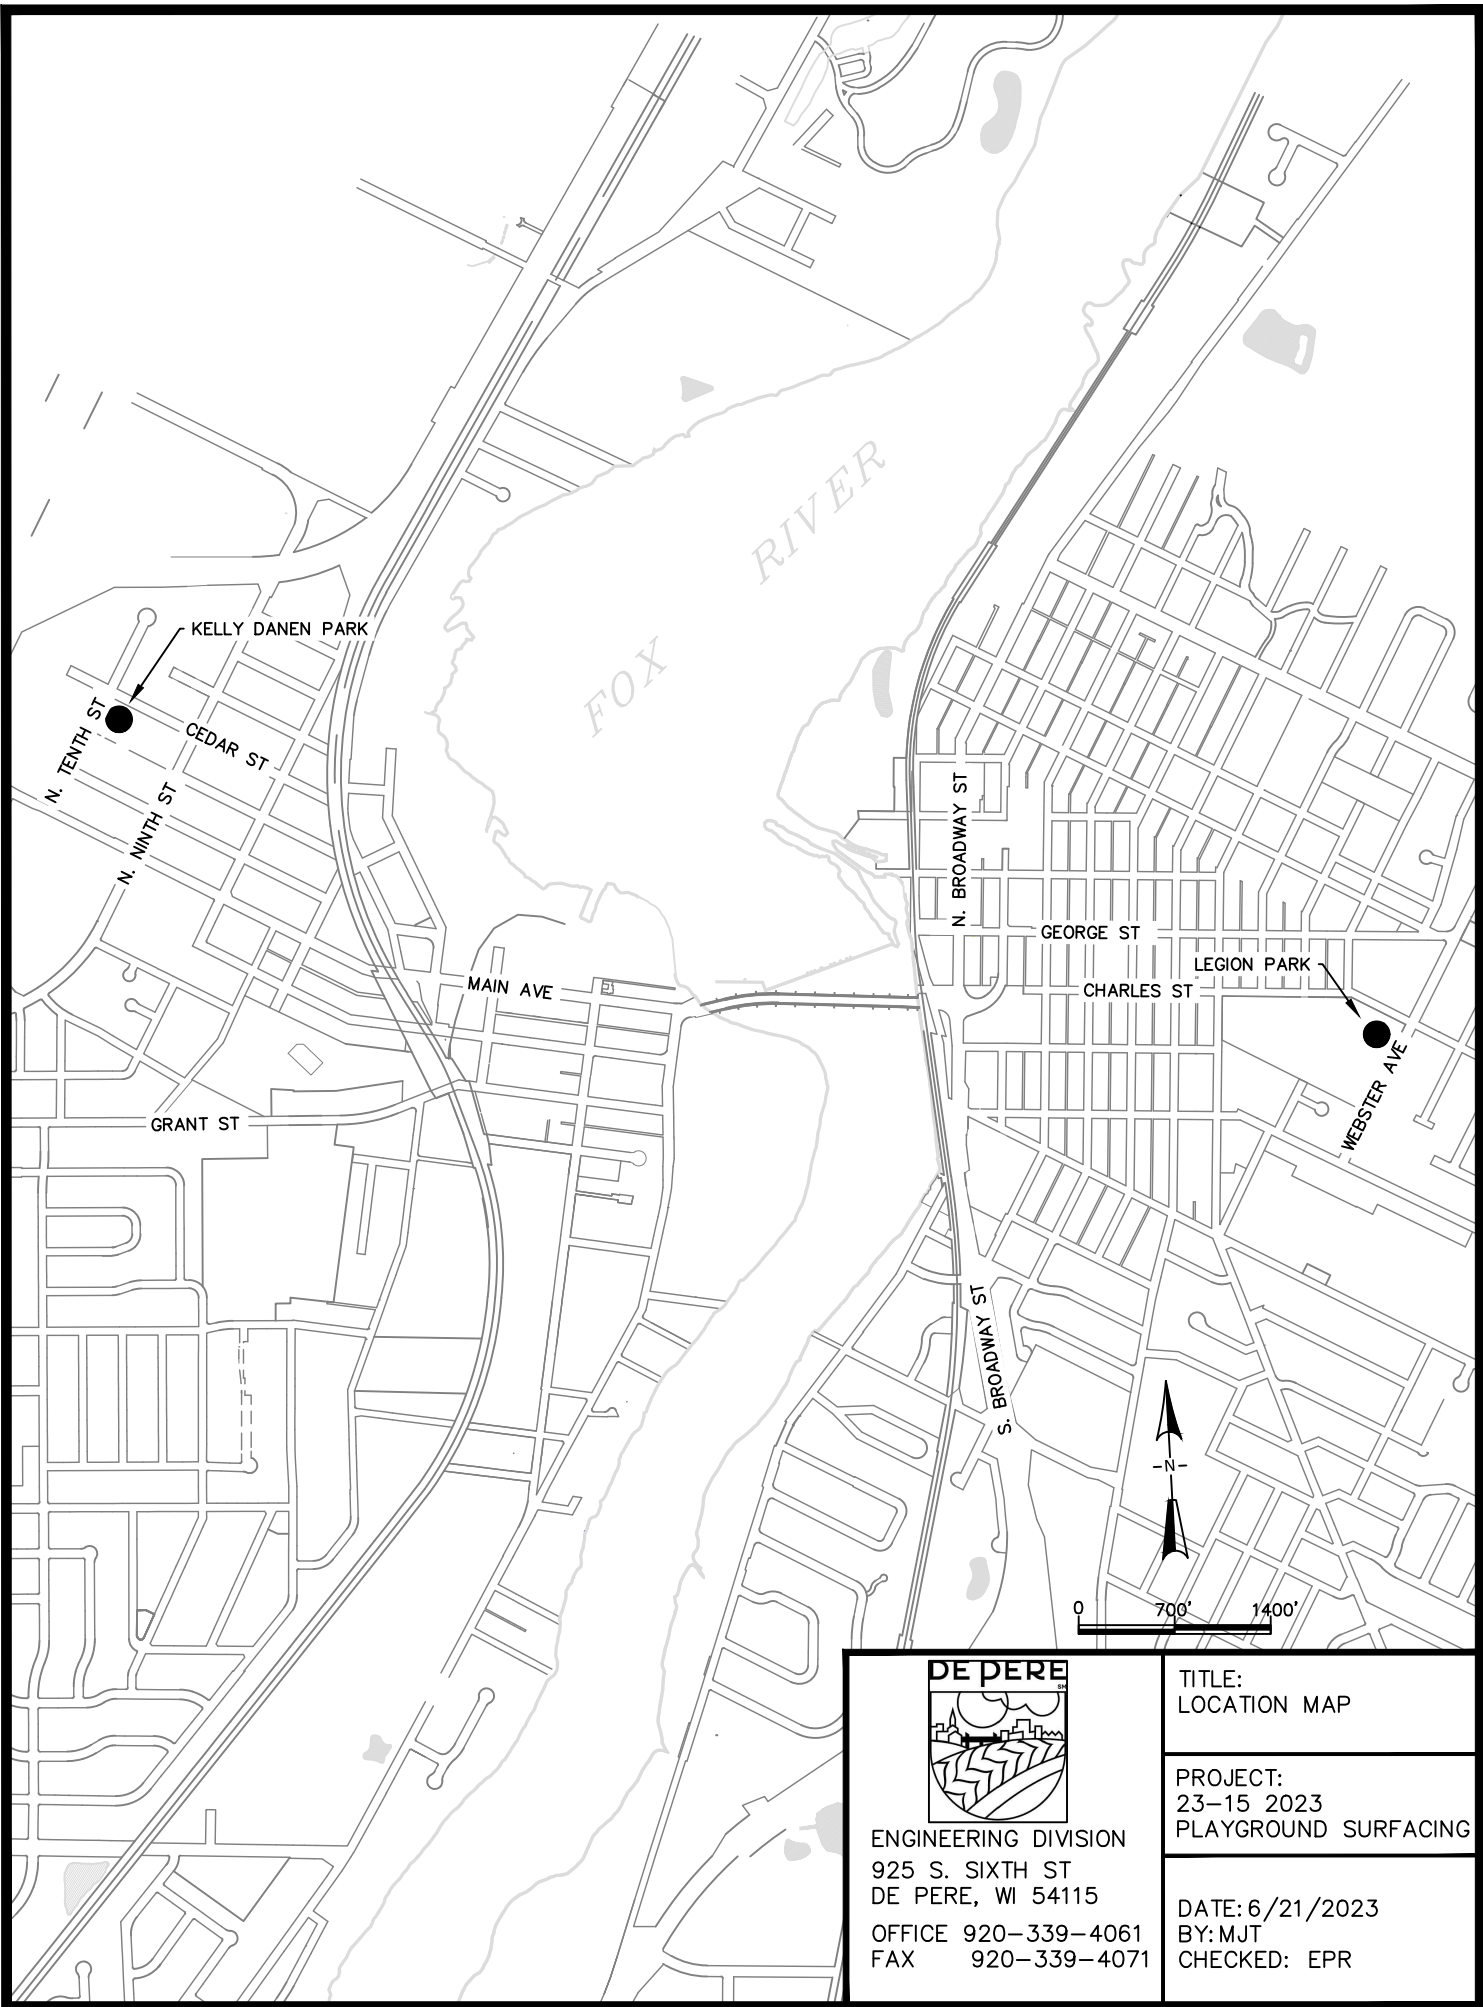 FOX RIVER
KELLY DANEN PARK
N. TENTH ST
CEDAR ST
N. NINTH ST
N. BROADWAY ST
GEORGE ST
LEGION PARK
MAIN AVE
CHARLES ST
WEBSTER AVE
GRANT ST
S. BROADWAY ST
-N-
0 700' 1400'
DE PERE
SM
ENGINEERING DIVISION
925 S. SIXTH ST
DE PERE, WI 54115
OFFICE 920-339-4061
FAX 920-339-4071
TITLE:
LOCATION MAP
PROJECT:
23-15 2023
PLAYGROUND SURFACING
DATE: 6/21/2023
BY: MJT
CHECKED: EPR